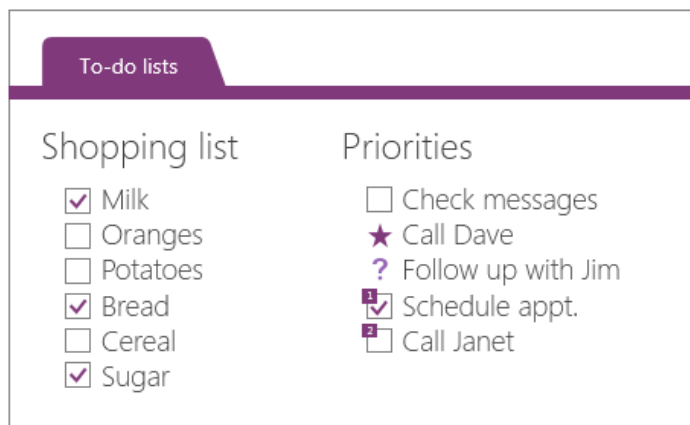 To-do lists
Shopping list
Milk
Oranges
Potatoes
Bread
Cereal
Sugar
Priorities
Check messages
Call Dave
? Follow up with Jim
1 Schedule appt.
2 Call Janet